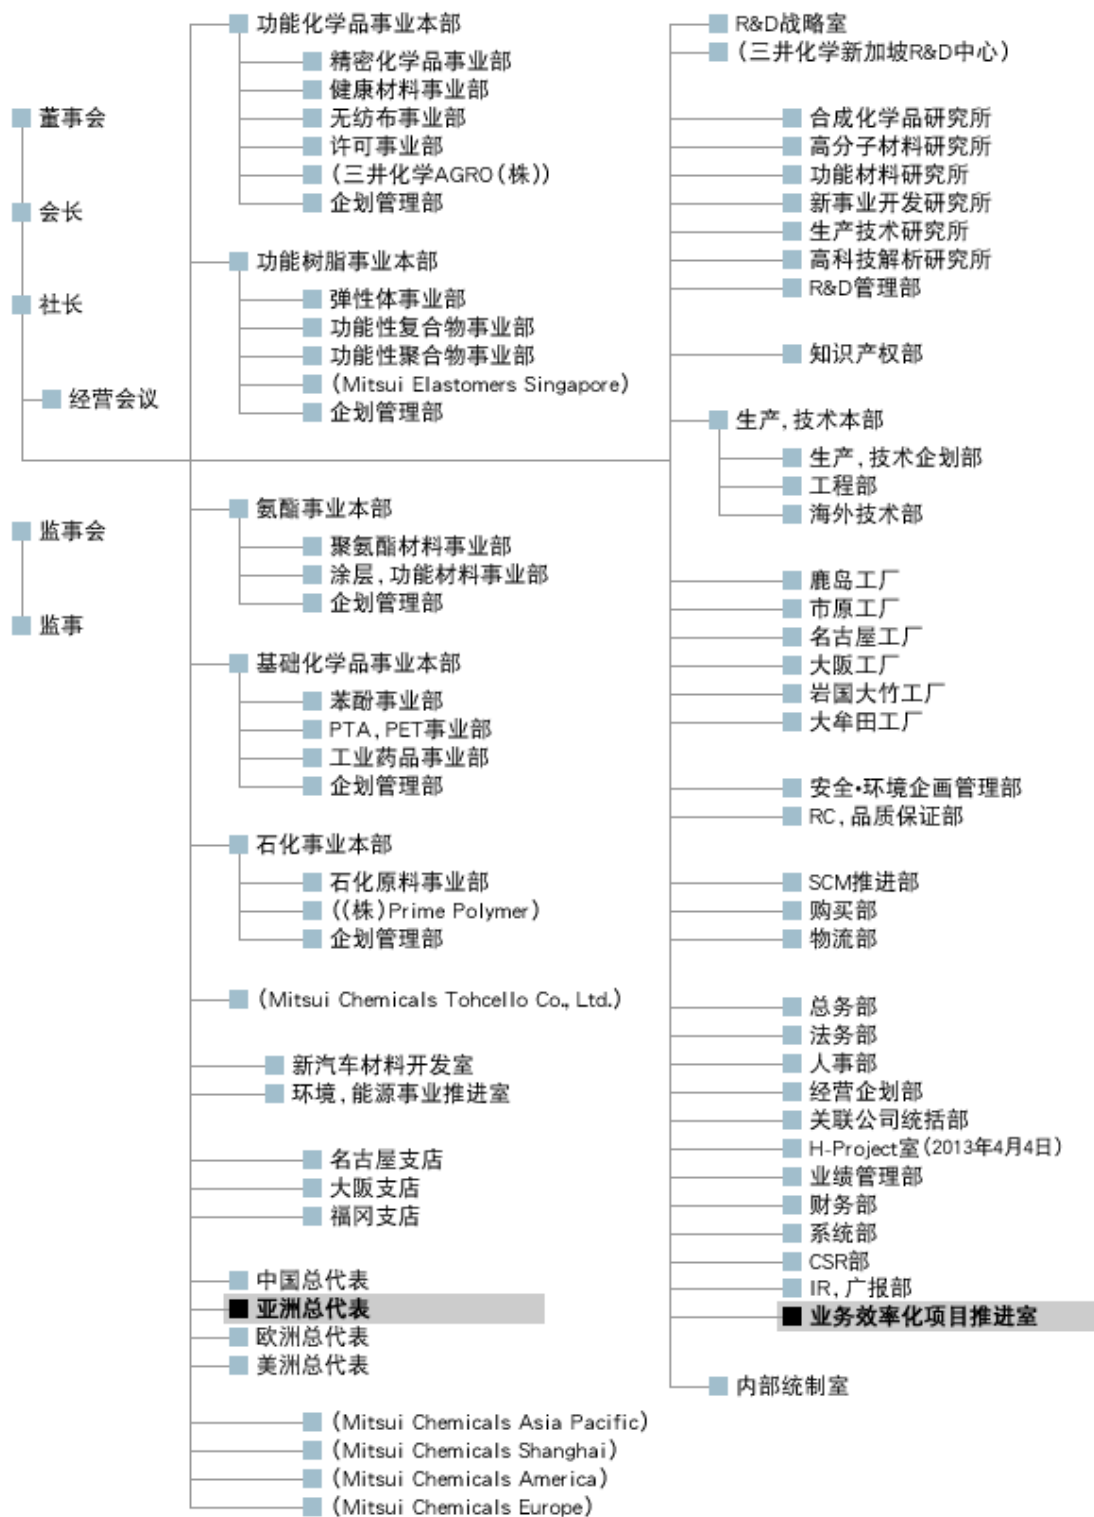 董事会
会长
社长
经营会议
监事会
监事
功能化学品事业本部
精密化学品事业部
健康材料事业部
无纺布事业部
许可事业部
(三井化学AGRO(株))
企划管理部
功能树脂事业本部
弹性体事业部
功能性复合物事业部
功能性聚合物事业部
(Mitsui Elastomers Singapore)
企划管理部
氨酯事业本部
聚氨酯材料事业部
涂层,功能材料事业部
企划管理部
基础化学品事业本部
苯酚事业部
PTA,PET事业部
工业药品事业部
企划管理部
石化事业本部
石化原料事业部
((株)Prime Polymer)
企划管理部
(Mitsui Chemicals Tohcello Co., Ltd.)
新汽车材料开发室
环境,能源事业推进室
名古屋支店
大阪支店
福冈支店
中国总代表
亚洲总代表
欧洲总代表
美洲总代表
(Mitsui Chemicals Asia Pacific)
(Mitsui Chemicals Shanghai)
(Mitsui Chemicals America)
(Mitsui Chemicals Europe)
R&D战略室
(三井化学新加坡R&D中心)
合成化学品研究所
高分子材料研究所
功能材料研究所
新事业开发研究所
生产技术研究所
高科技解析研究所
R&D管理部
知识产权部
生产,技术本部
生产,技术企划部
工程部
海外技术部
鹿岛工厂
市原工厂
名古屋工厂
大阪工厂
岩国大竹工厂
大牟田工厂
安全•环境企画管理部
RC,品质保证部
SCM推进部
购买部
物流部
总务部
法务部
人事部
经营企划部
关联公司统括部
H-Project室(2013年4月4日)
业绩管理部
财务部
系统部
CSR部
IR,广报部
业务效率化项目推进室
内部统制室